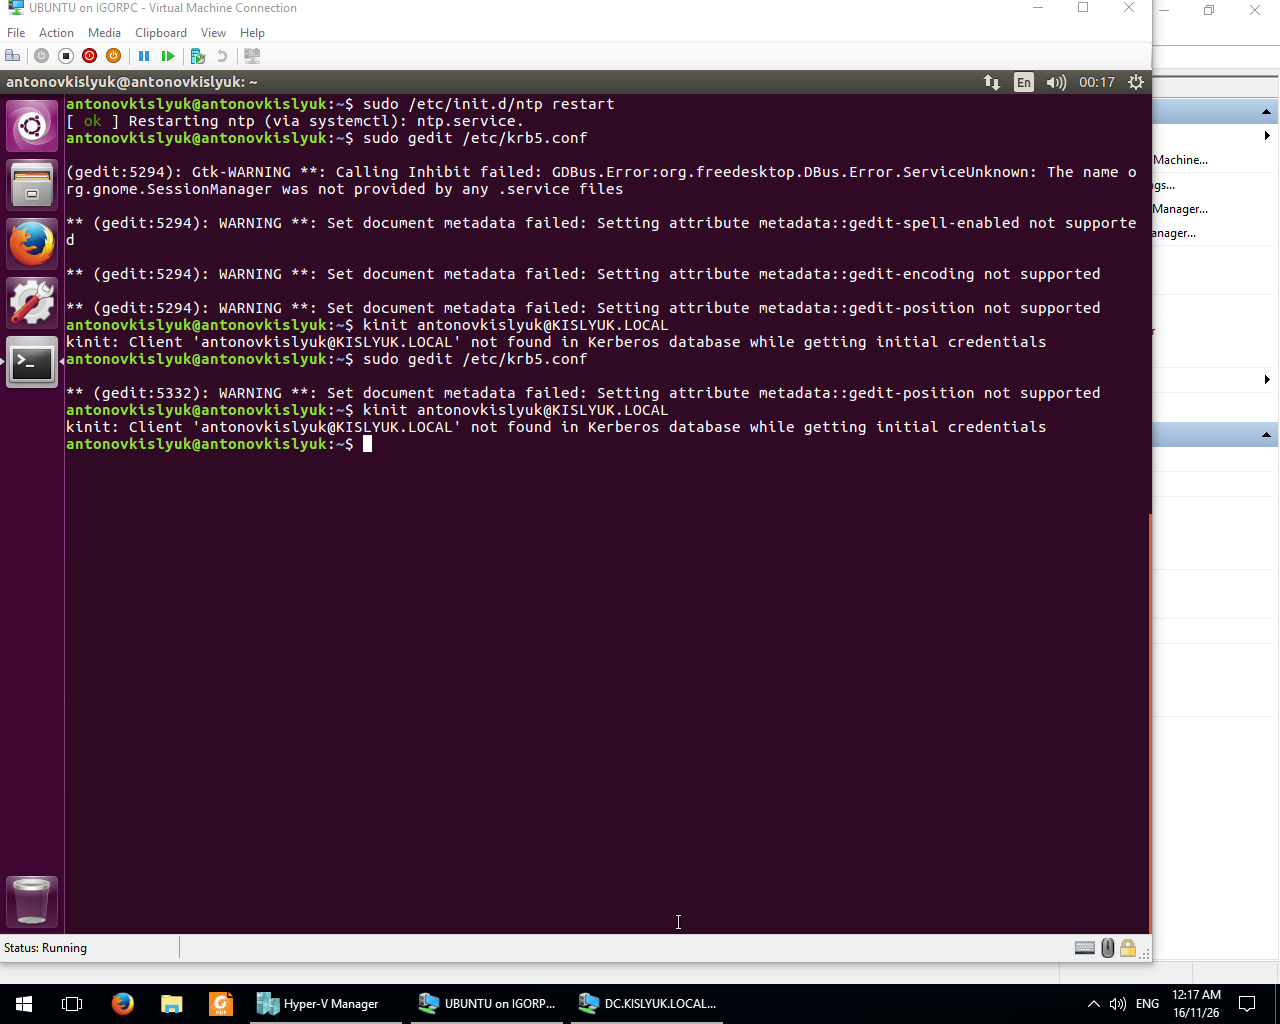 UBUNTU on IGORPC - Virtual Machine Connection
File Action Media Clipboard View Help
antonovkislyuk@antonovkislyuk: ~
En 00:17
antonovkislyuk@antonovkislyuk:~$ sudo /etc/init.d/ntp restart
[ ok ] Restarting ntp (via systemctl): ntp.service.
antonovkislyuk@antonovkislyuk:~$ sudo gedit /etc/krb5.conf
(gedit:5294): Gtk-WARNING **: Calling Inhibit failed: GDBus.Error:org.freedesktop.DBus.Error.ServiceUnknown: The name o
rg.gnome.SessionManager was not provided by any .service files
** (gedit:5294): WARNING **: Set document metadata failed: Setting attribute metadata::gedit-spell-enabled not supporte
d
** (gedit:5294): WARNING **: Set document metadata failed: Setting attribute metadata::gedit-encoding not supported
** (gedit:5294): WARNING **: Set document metadata failed: Setting attribute metadata::gedit-position not supported
antonovkislyuk@antonovkislyuk:~$ kinit antonovkislyuk@KISLYUK.LOCAL
kinit: Client 'antonovkislyuk@KISLYUK.LOCAL' not found in Kerberos database while getting initial credentials
antonovkislyuk@antonovkislyuk:~$ sudo gedit /etc/krb5.conf
** (gedit:5332): WARNING **: Set document metadata failed: Setting attribute metadata::gedit-position not supported
antonovkislyuk@antonovkislyuk:~$ kinit antonovkislyuk@KISLYUK.LOCAL
kinit: Client 'antonovkislyuk@KISLYUK.LOCAL' not found in Kerberos database while getting initial credentials
antonovkislyuk@antonovkislyuk:~$
Machine...
gs...
Manager...
anager...
r
Status: Running
PDF
Hyper-V Manager
UBUNTU on IGORP...
DC.KISLYUK.LOCAL...
ENG
12:17 AM
16/11/26